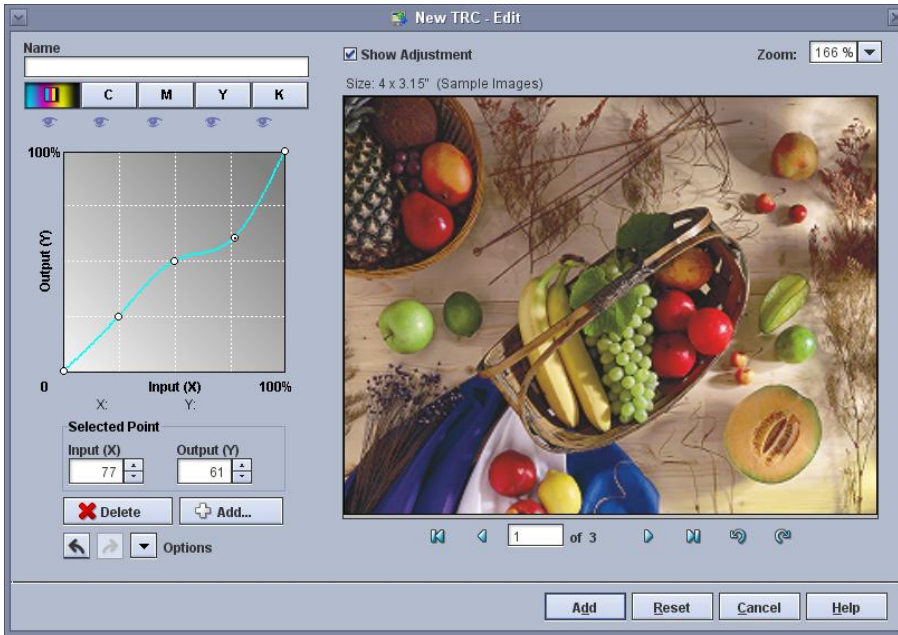 New TRC - Edit
Name
Show Adjustment
Zoom: 166 %
Size: 4 x 3.15" (Sample Images)
C M Y K
100%
Output (Y)
0 Input (X) 100%
X: Y:
Selected Point
Input (X) Output (Y)
77 61
Delete Add...
Options
1 of 3
Add Reset Cancel Help